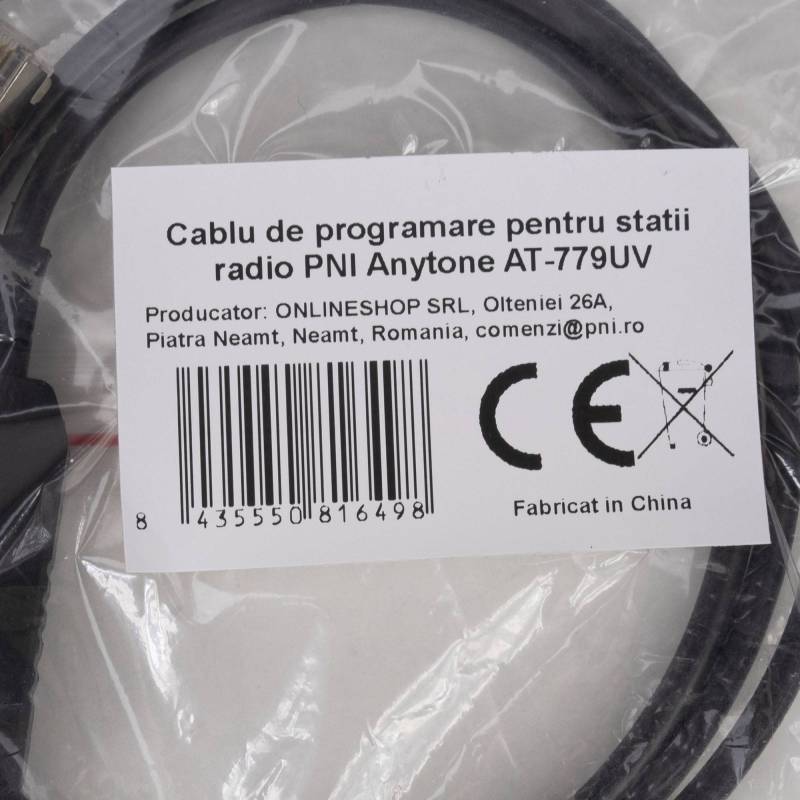 Cablu de programare pentru statii
radio PNI Anytone AT-779UV
Producator: ONLINESHOP SRL, Olteniei 26A,
Piatra Neamt, Neamt, Romania, comenzi@pni.ro
CE
8 435550 816498
Fabricat in China